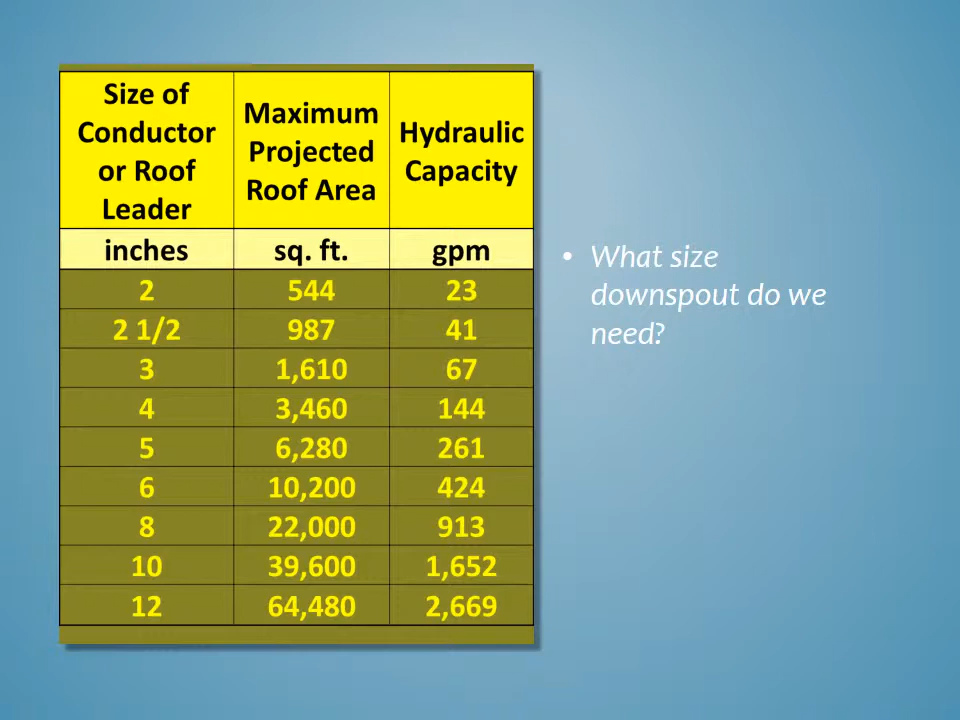 Size of
Conductor
or Roof
Leader
Maximum
Projected
Roof Area
Hydraulic
Capacity
inches sq. ft. gpm
2 544 23
2 1/2 987 41
3 1,610 67
4 3,460 144
5 6,280 261
6 10,200 424
8 22,000 913
10 39,600 1,652
12 64,480 2,669
• What size
downspout do we
need?